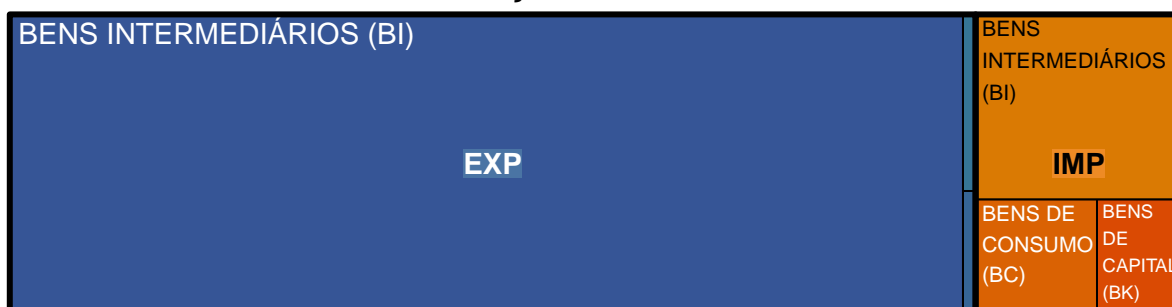 BENS INTERMEDIÁRIOS (BI)
EXP
BENS
INTERMEDIÁRIOS
(BI)
IMP
BENS DE
CONSUMO
(BC)
BENS
DE
CAPITAL
(BK)